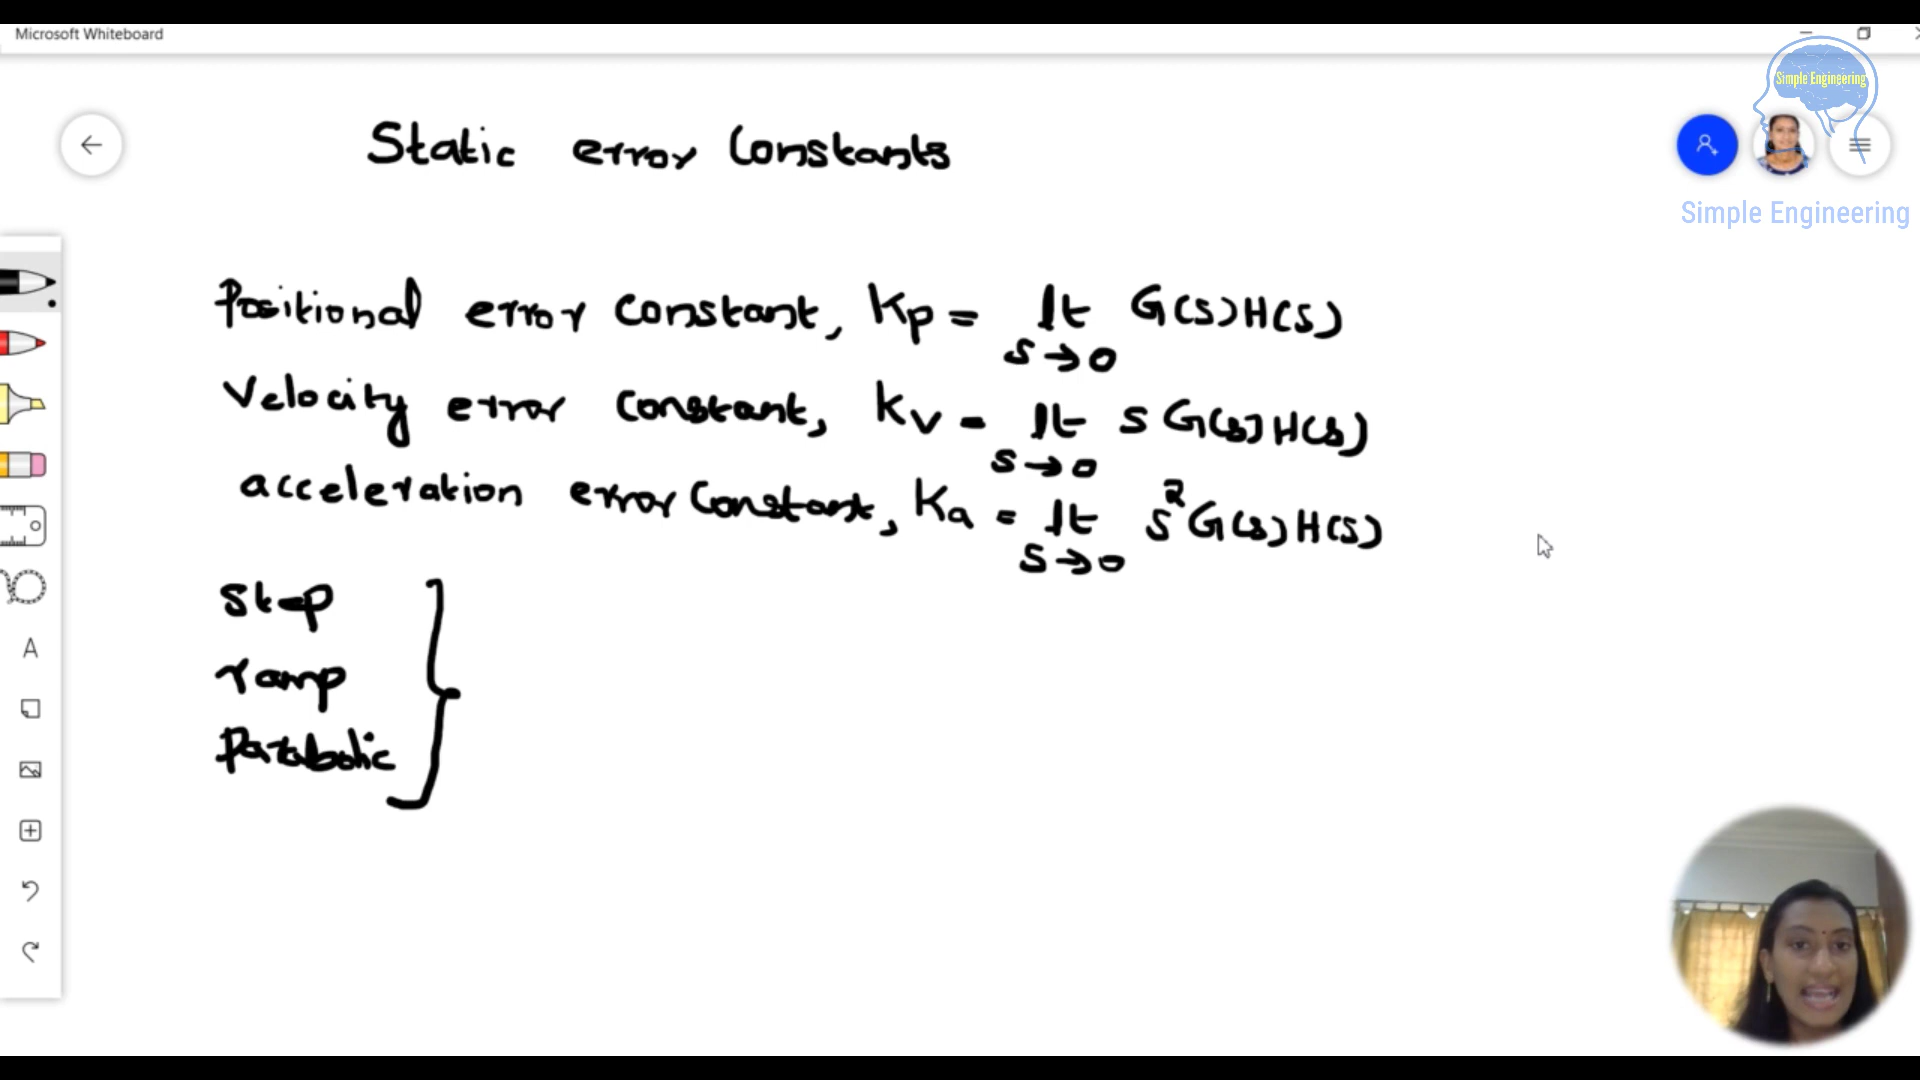 Microsoft Whiteboard
Simple Engineering
Static error Constants
Simple Engineering
Positional error constant, Kp = lt G(s)H(s)
s→0
Velocity error constant, Kv = lt s G(s)H(s)
s→0
acceleration error constant, Ka = lt s²G(s)H(s)
s→0
step
ramp
Parabolic
A